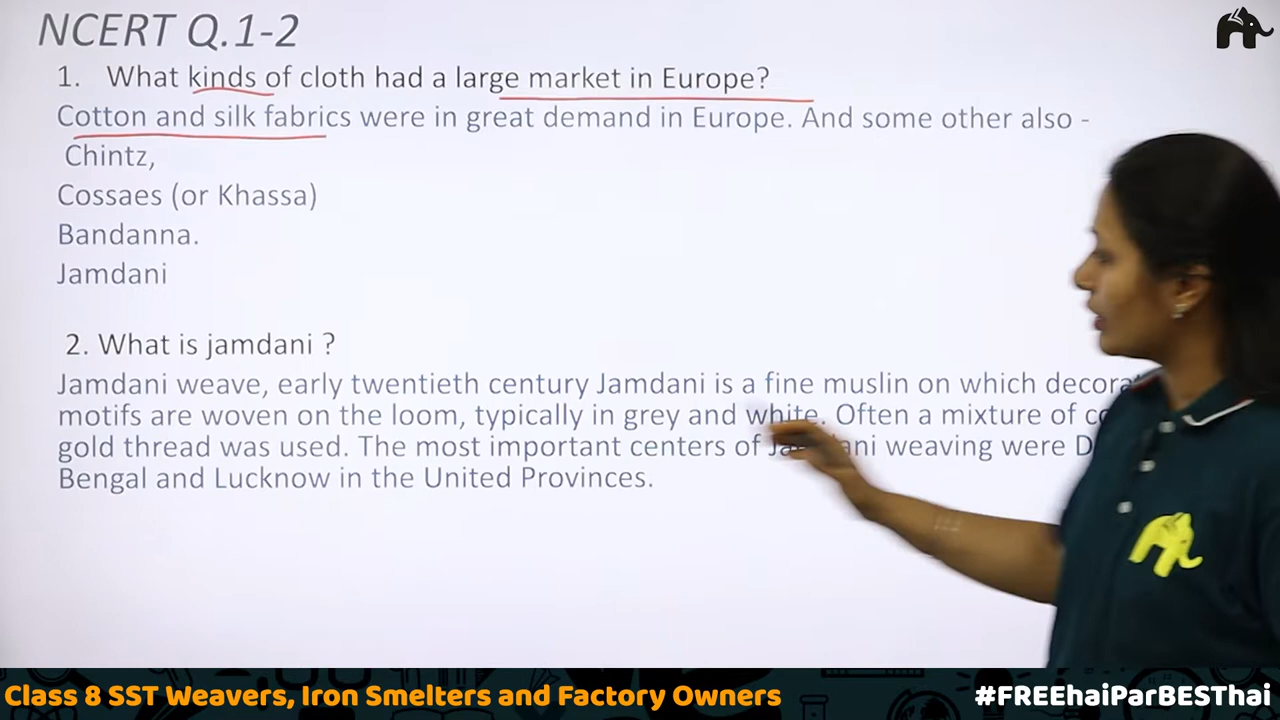 NCERT Q.1-2
1. What kinds of cloth had a large market in Europe?
Cotton and silk fabrics were in great demand in Europe. And some other also -
Chintz,
Cossaes (or Khassa)
Bandanna.
Jamdani
2. What is jamdani ?
Jamdani weave, early twentieth century Jamdani is a fine muslin on which
motifs are woven on the loom, typically in grey and white. Often a mixture of
gold thread was used. The most important centers of weaving were
Bengal and Lucknow in the United Provinces.
Class 8 SST Weavers, Iron Smelters and Factory Owners
#FREEhaiParBESThai